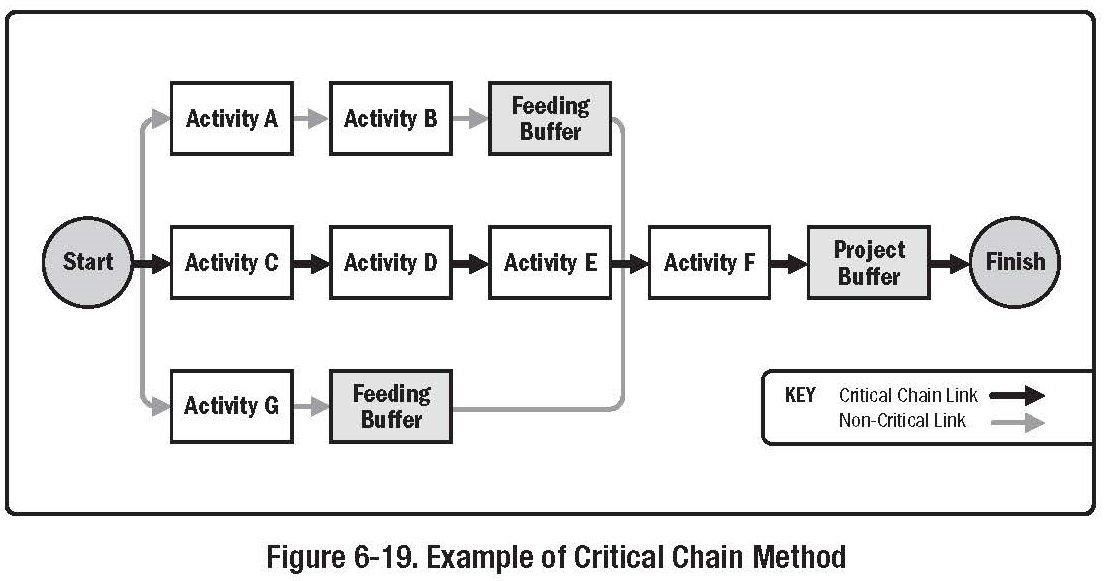 Activity A
Activity B
Feeding
Buffer
Start
Activity C
Activity D
Activity E
Activity F
Project
Buffer
Finish
Activity G
Feeding
Buffer
KEY Critical Chain Link
Non-Critical Link
Figure 6-19. Example of Critical Chain Method